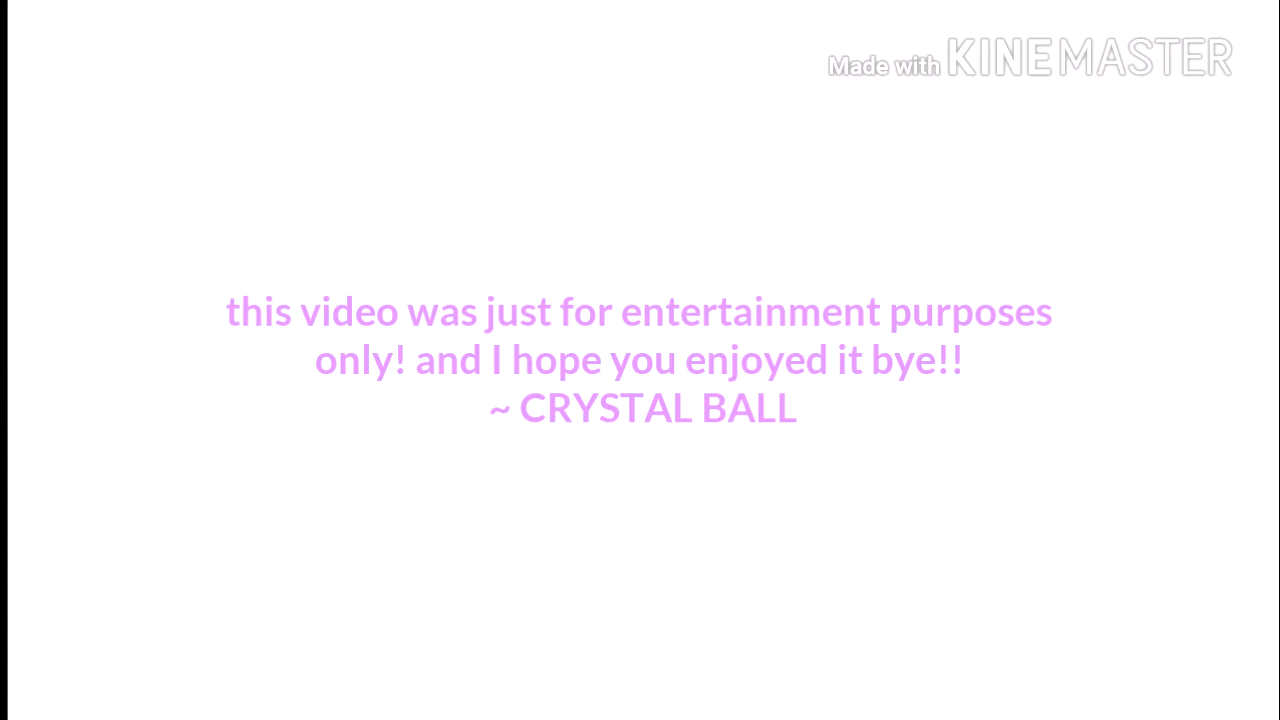 Made with KINEMASTER
this video was just for entertainment purposes
only! and I hope you enjoyed it bye!!
~ CRYSTAL BALL